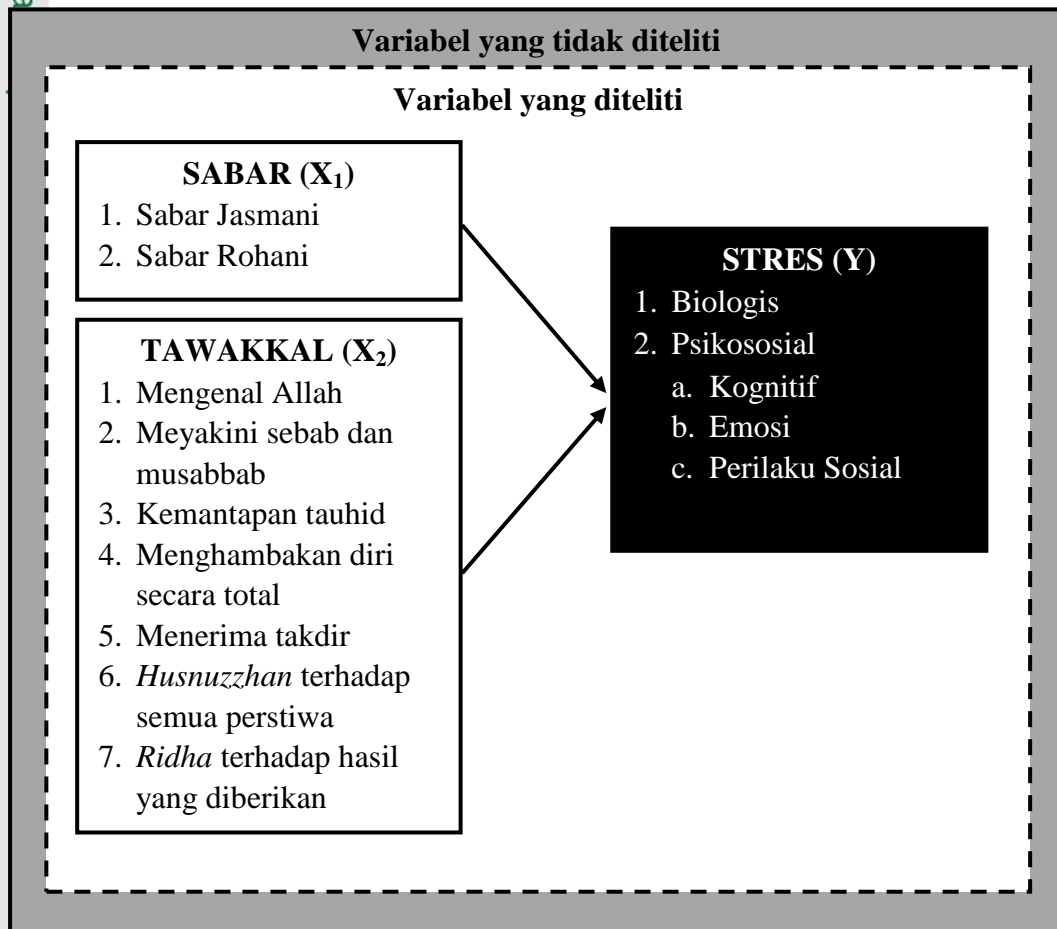 Variabel yang tidak diteliti
Variabel yang diteliti
SABAR (X₁)
1. Sabar Jasmani
2. Sabar Rohani
TAWAKKAL (X₂)
1. Mengenal Allah
2. Meyakini sebab dan
musabbab
3. Kemantapan tauhid
4. Menghambakan diri
secara total
5. Menerima takdir
6. Husnuzzhan terhadap
semua perstiwa
7. Ridha terhadap hasil
yang diberikan
STRES (Y)
1. Biologis
2. Psikososial
a. Kognitif
b. Emosi
c. Perilaku Sosial